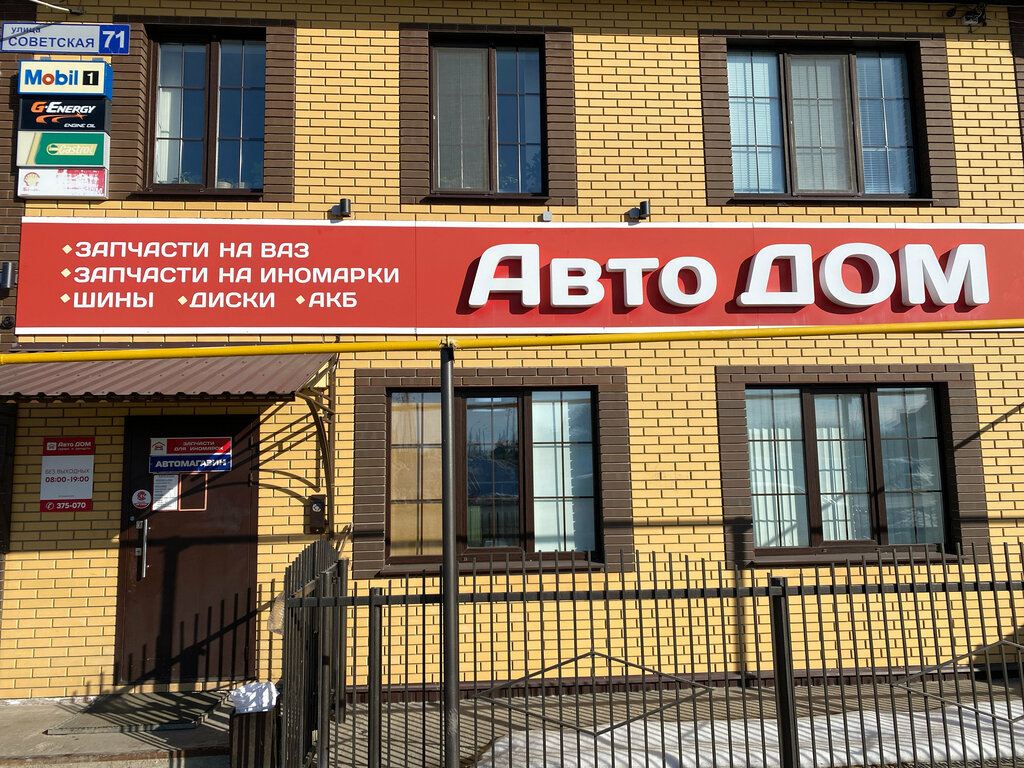 улица
СОВЕТСКАЯ 71
Mobil 1
G-ENERGY
ENGINE OIL
Castrol
ЗАПЧАСТИ НА ВАЗ
ЗАПЧАСТИ НА ИНОМАРКИ
ШИНЫ ДИСКИ АКБ
АВТО ДОМ
АВТО ДОМ
БЕЗ ВЫХОДНЫХ
08:00-19:00
375-070
ЗАПЧАСТИ
ДЛЯ ИНОМАРОК
АВТОМАГАЗИН